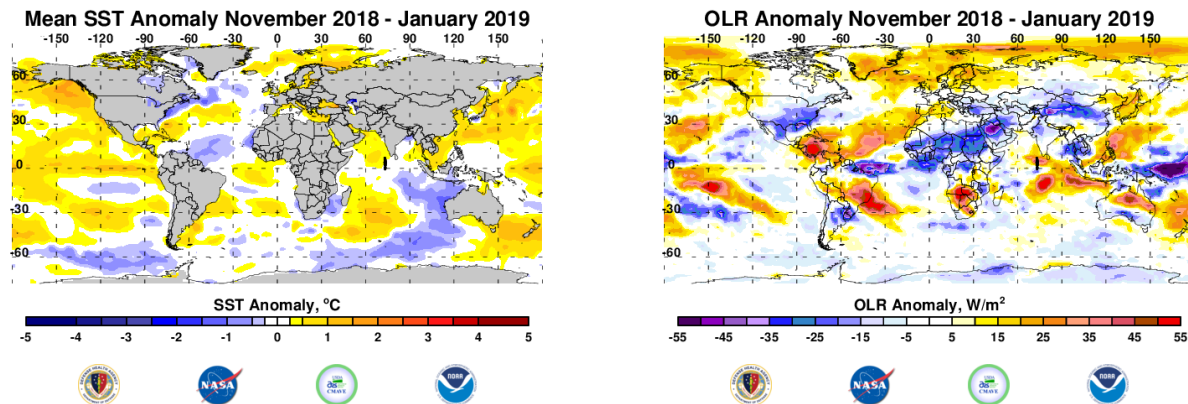 Mean SST Anomaly November 2018 - January 2019
-150 -120 -90 -60 -30 0 30 60 90 120 150
60
30
0
-30
-60
SST Anomaly, ºC
-5 -4 -3 -2 -1 0 1 2 3 4 5
NASA
CMAVE
NOAA
OLR Anomaly November 2018 - January 2019
-150 -120 -90 -60 -30 0 30 60 90 120 150
60
30
0
-30
-60
OLR Anomaly, W/m²
-55 -45 -35 -25 -15 -5 5 15 25 35 45 55
NASA
CMAVE
NOAA